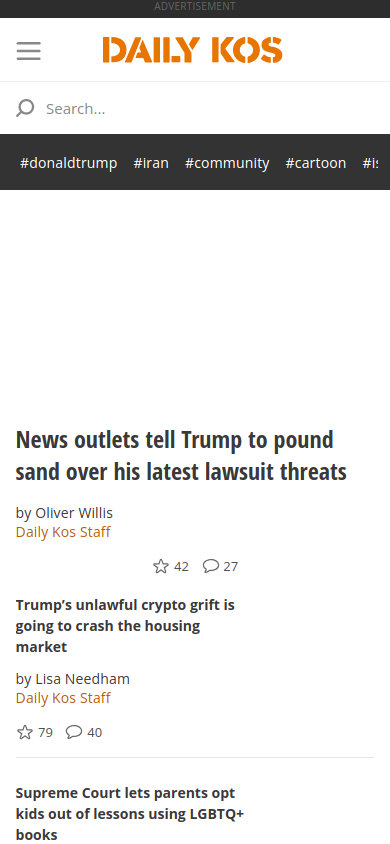 ADVERTISEMENT
DAILY KOS
Search...
#donaldtrump #iran #community #cartoon #is
News outlets tell Trump to pound
sand over his latest lawsuit threats
by Oliver Willis
Daily Kos Staff
42 27
Trump's unlawful crypto grift is
going to crash the housing
market
by Lisa Needham
Daily Kos Staff
79 40
Supreme Court lets parents opt
kids out of lessons using LGBTQ+
books